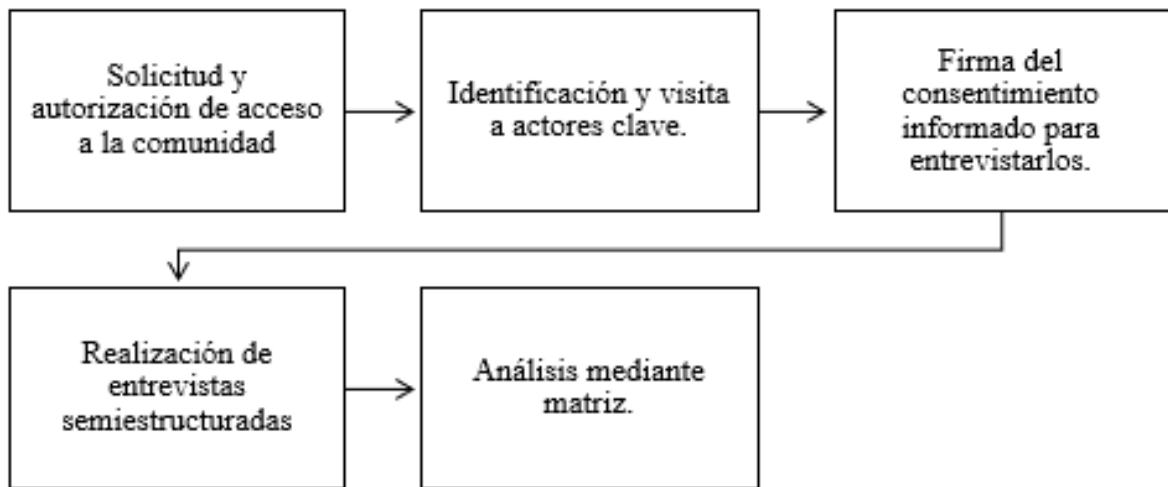 Solicitud y
autorización de acceso
a la comunidad
Identificación y visita
a actores clave.
Firma del
consentimiento
informado para
entrevistarlos.
Realización de
entrevistas
semiestructuradas
Análisis mediante
matriz.